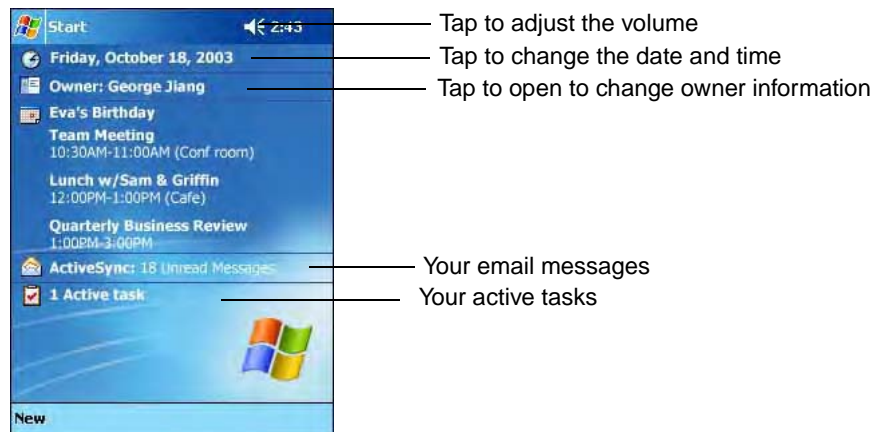 Start 2:43
Tap to adjust the volume
Friday, October 18, 2003
Tap to change the date and time
Owner: George Jiang
Tap to open to change owner information
Eva's Birthday
Team Meeting
10:30AM-11:00AM (Conf room)
Lunch w/Sam & Griffin
12:00PM-1:00PM (Cafe)
Quarterly Business Review
1:00PM-3:00PM
ActiveSync: 18 Unread Messages
Your email messages
1 Active task
Your active tasks
New